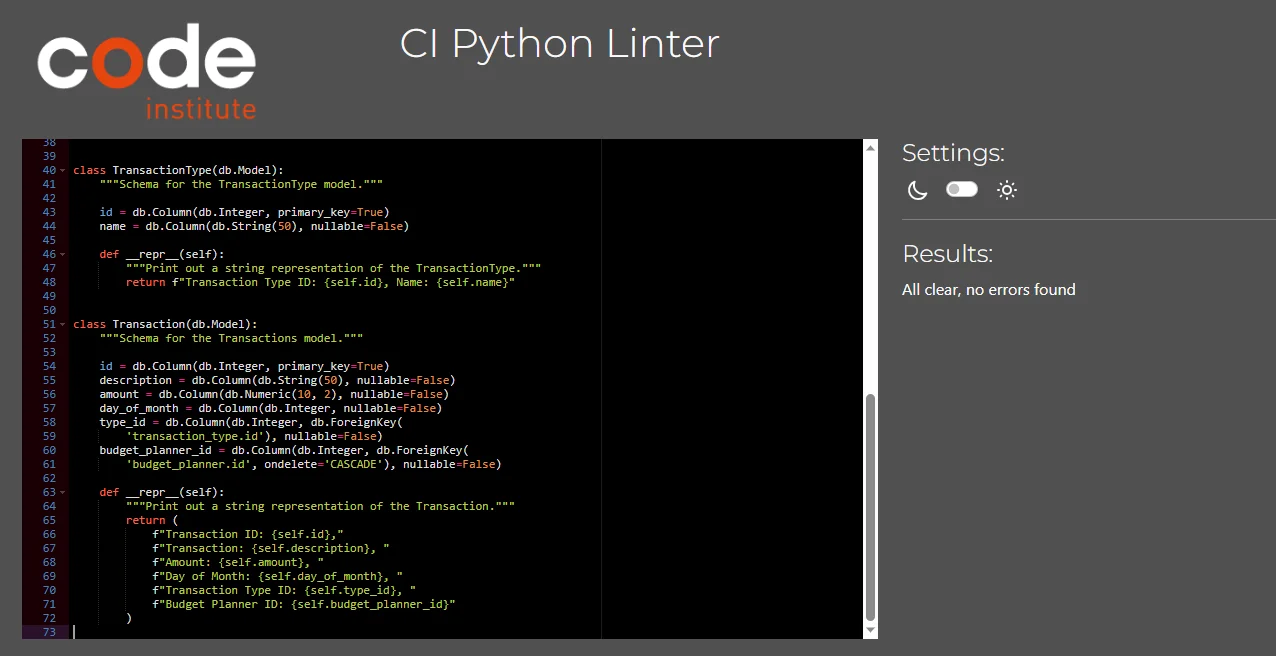 code
institute
CI Python Linter
38
39
40 class TransactionType(db.Model):
41     """Schema for the TransactionType model."""
42
43     id = db.Column(db.Integer, primary_key=True)
44     name = db.Column(db.String(50), nullable=False)
45
46     def __repr__(self):
47         """Print out a string representation of the TransactionType."""
48         return f"Transaction Type ID: {self.id}, Name: {self.name}"
49
50
51 class Transaction(db.Model):
52     """Schema for the Transactions model."""
53
54     id = db.Column(db.Integer, primary_key=True)
55     description = db.Column(db.String(50), nullable=False)
56     amount = db.Column(db.Numeric(10, 2), nullable=False)
57     day_of_month = db.Column(db.Integer, nullable=False)
58     type_id = db.Column(db.Integer, db.ForeignKey(
59         'transaction_type.id'), nullable=False)
60     budget_planner_id = db.Column(db.Integer, db.ForeignKey(
61         'budget_planner.id', ondelete='CASCADE'), nullable=False)
62
63     def __repr__(self):
64         """Print out a string representation of the Transaction."""
65         return (
66             f"Transaction ID: {self.id},"
67             f"Transaction: {self.description}, "
68             f"Amount: {self.amount}, "
69             f"Day of Month: {self.day_of_month}, "
70             f"Transaction Type ID: {self.type_id}, "
71             f"Budget Planner ID: {self.budget_planner_id}"
72         )
73
Settings:
Results:
All clear, no errors found